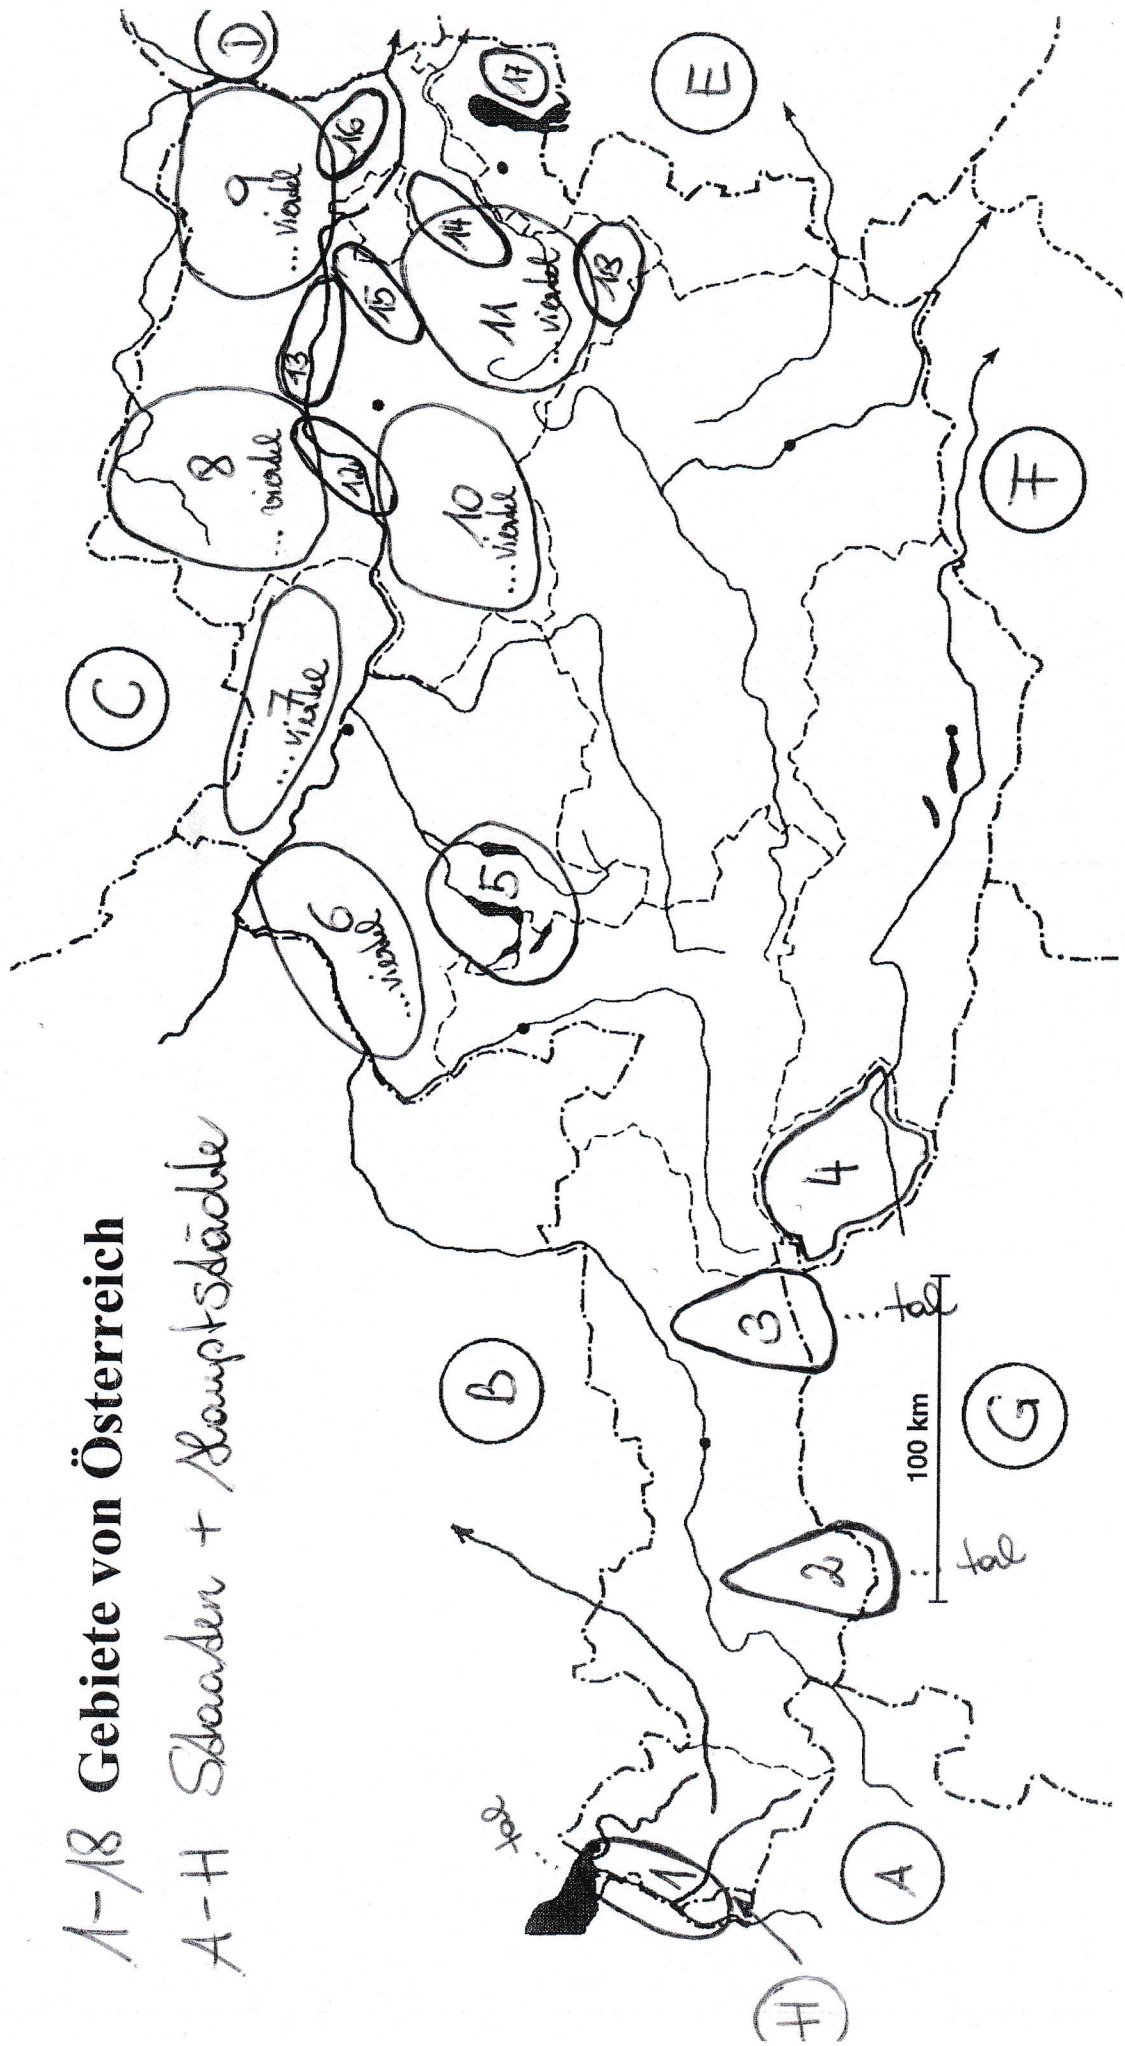 1-18 Gebiete von Österreich
A-H Staaten + Hauptstädte
C
D
9
... viertel
8
... viertel
7
... viertel
16
13
6
... viertel
12
15
14
17
10
.... viertel
11
... viertel
5
18
E
... tal
B
1
2
3
4
... tal
... tal
H
A
100 km
G
F